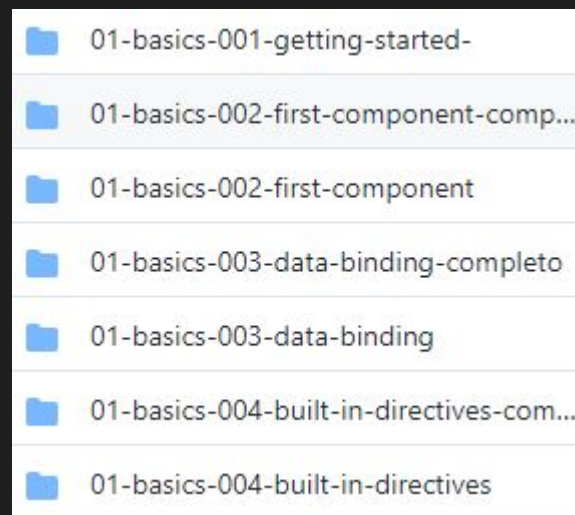 01-basics-001-getting-started-
01-basics-002-first-component-comp...
01-basics-002-first-component
01-basics-003-data-binding-completo
01-basics-003-data-binding
01-basics-004-built-in-directives-com...
01-basics-004-built-in-directives